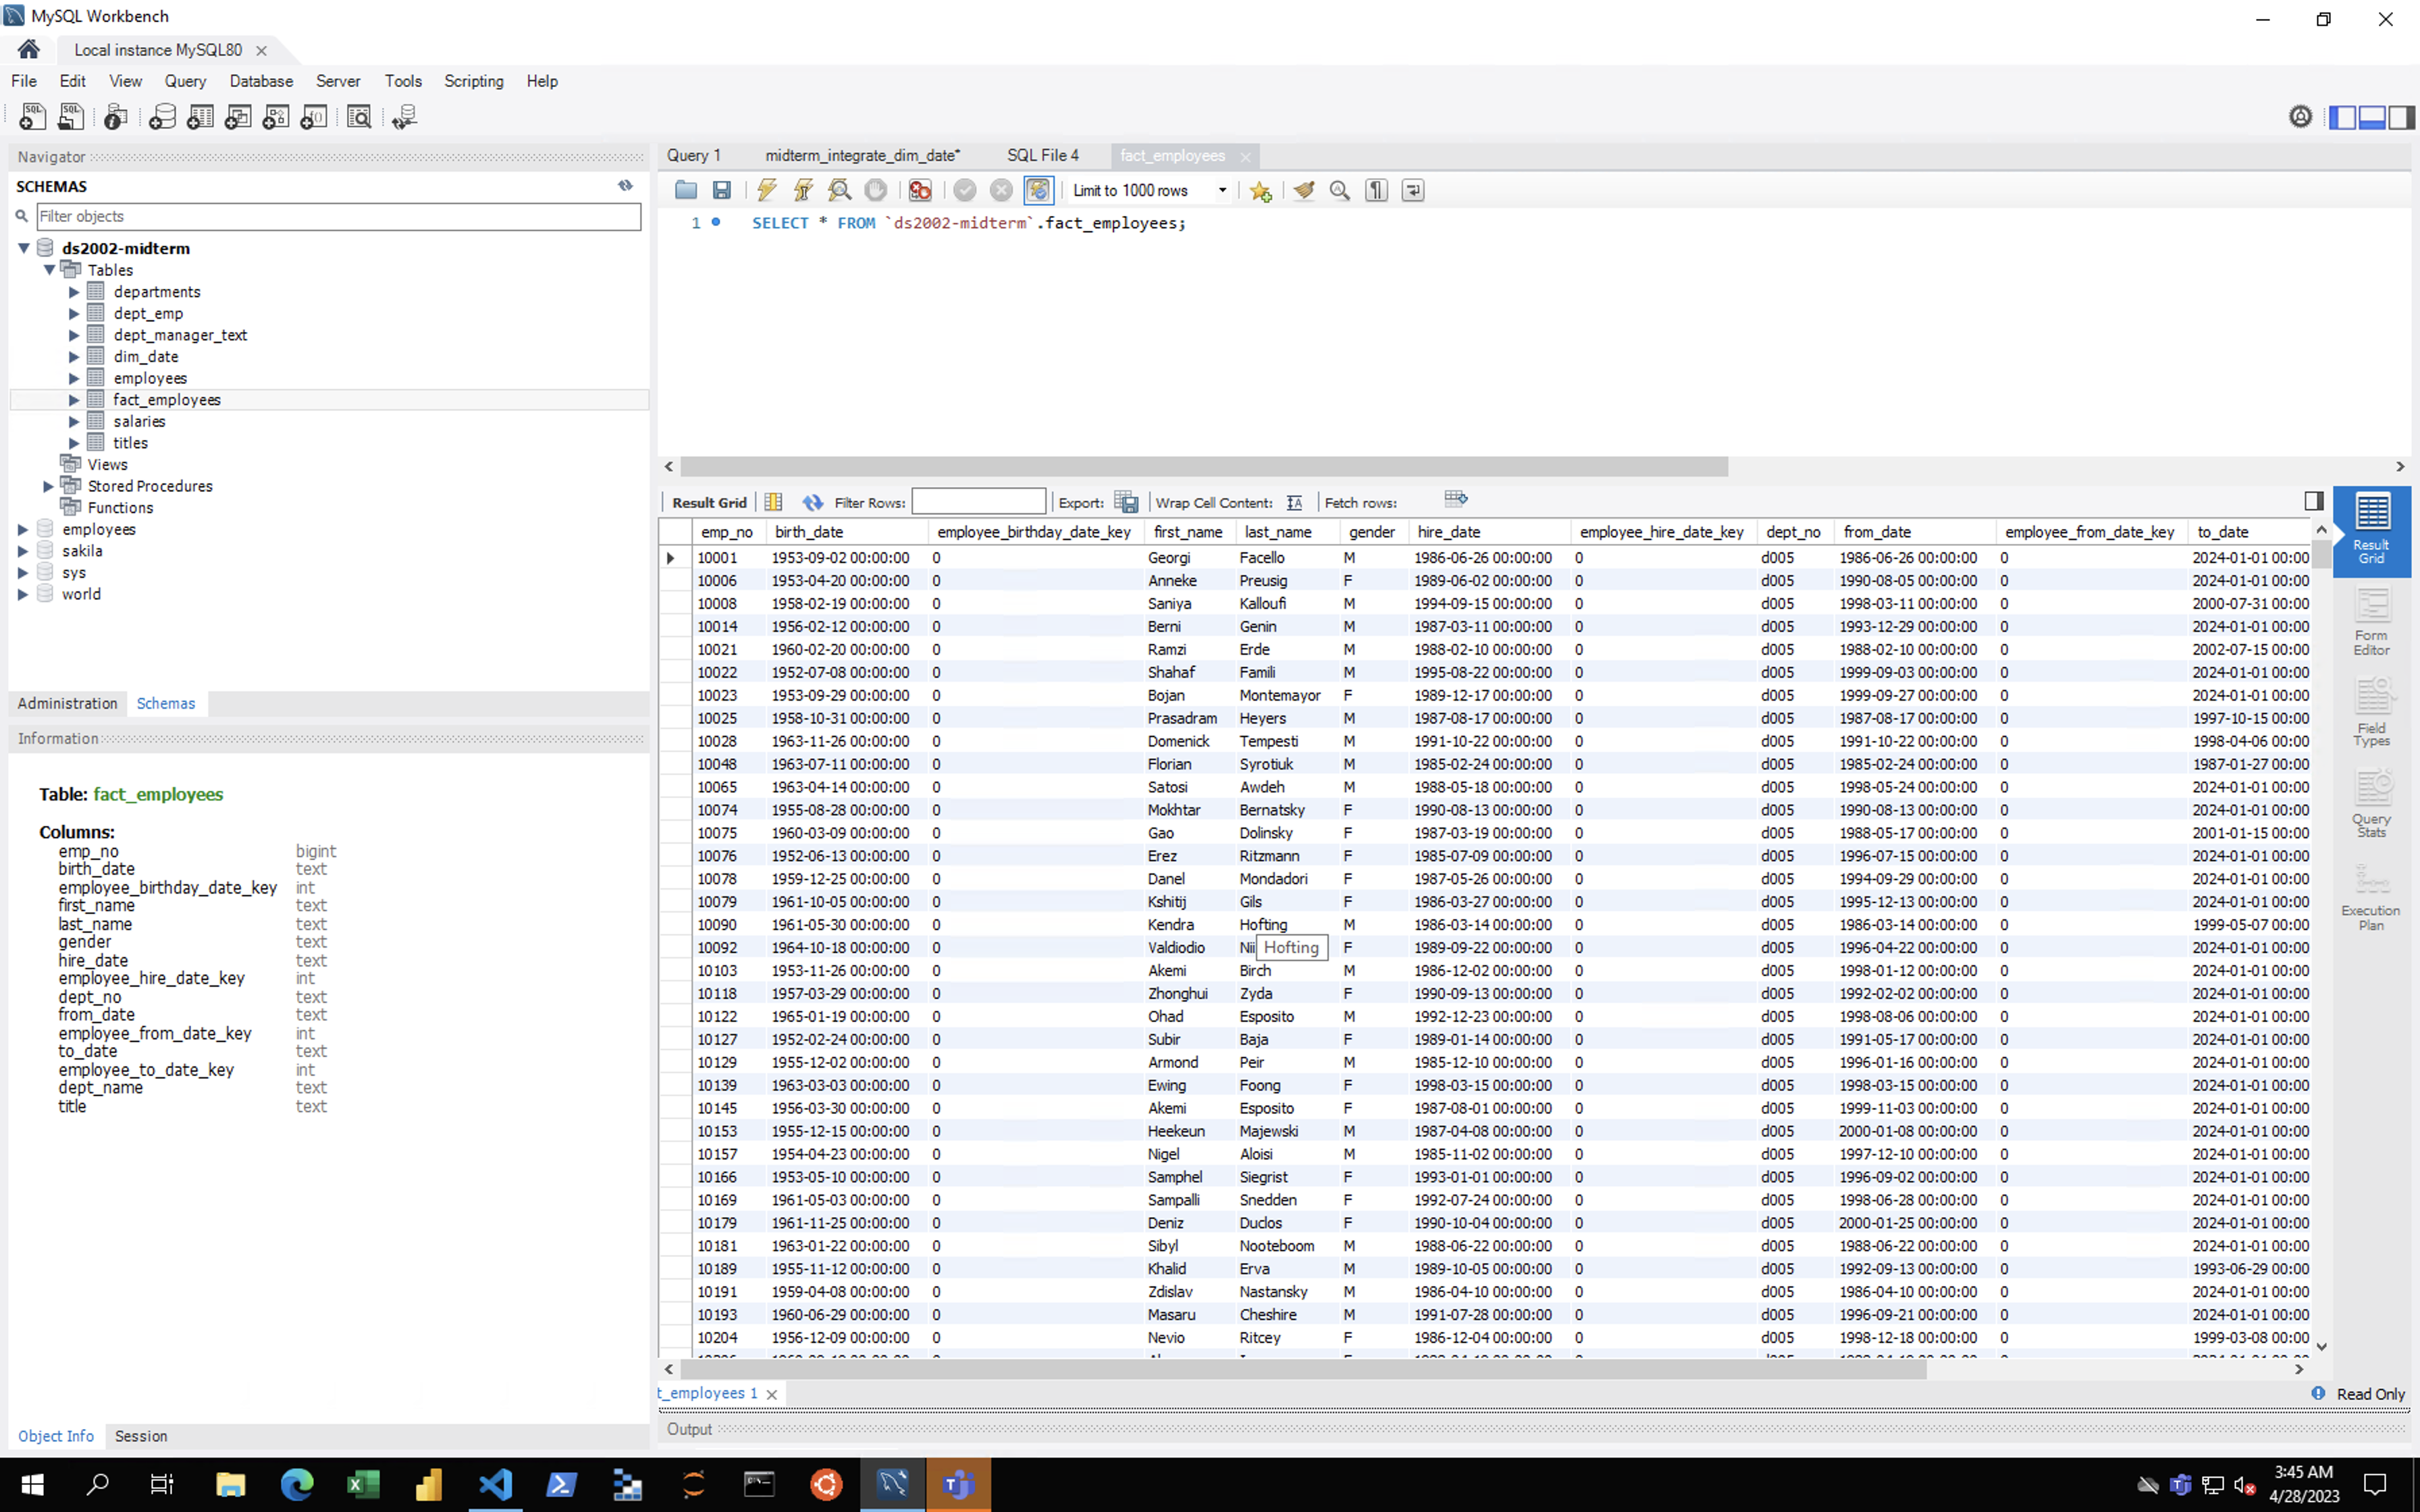 MySQL Workbench
Local instance MySQL80
File Edit View Query Database Server Tools Scripting Help
Navigator
SCHEMAS
Filter objects
ds2002-midterm
Tables
departments
dept_emp
dept_manager_text
dim_date
employees
fact_employees
salaries
titles
Views
Stored Procedures
Functions
employees
sakila
sys
world
Administration Schemas
Information
Table: fact_employees
Columns:
emp_no bigint
birth_date text
employee_birthday_date_key int
first_name text
last_name text
gender text
hire_date text
employee_hire_date_key int
dept_no text
from_date text
employee_from_date_key int
to_date text
employee_to_date_key int
dept_name text
title text
Object Info Session
Query 1 midterm_integrate_dim_date* SQL File 4 fact_employees
Limit to 1000 rows
1 SELECT * FROM `ds2002-midterm`.fact_employees;
Result Grid Filter Rows: Export: Wrap Cell Content: Fetch rows:
emp_no birth_date employee_birthday_date_key first_name last_name gender hire_date employee_hire_date_key dept_no from_date employee_from_date_key to_date
10001 1953-09-02 00:00:00 0 Georgi Facello M 1986-06-26 00:00:00 0 d005 1986-06-26 00:00:00 0 2024-01-01 00:00
10006 1953-04-20 00:00:00 0 Anneke Preusig F 1989-06-02 00:00:00 0 d005 1990-08-05 00:00:00 0 2024-01-01 00:00
10008 1958-02-19 00:00:00 0 Saniya Kalloufi M 1994-09-15 00:00:00 0 d005 1998-03-11 00:00:00 0 2000-07-31 00:00
10014 1956-02-12 00:00:00 0 Berni Genin M 1987-03-11 00:00:00 0 d005 1993-12-29 00:00:00 0 2024-01-01 00:00
10021 1960-02-20 00:00:00 0 Ramzi Erde M 1988-02-10 00:00:00 0 d005 1988-02-10 00:00:00 0 2002-07-15 00:00
10022 1952-07-08 00:00:00 0 Shahaf Famili M 1995-08-22 00:00:00 0 d005 1999-09-03 00:00:00 0 2024-01-01 00:00
10023 1953-09-29 00:00:00 0 Bojan Montemayor F 1989-12-17 00:00:00 0 d005 1999-09-27 00:00:00 0 2024-01-01 00:00
10025 1958-10-31 00:00:00 0 Prasadram Heyers M 1987-08-17 00:00:00 0 d005 1987-08-17 00:00:00 0 1997-10-15 00:00
10028 1963-11-26 00:00:00 0 Domenick Tempesti M 1991-10-22 00:00:00 0 d005 1991-10-22 00:00:00 0 1998-04-06 00:00
10048 1963-07-11 00:00:00 0 Florian Syrotiuk M 1985-02-24 00:00:00 0 d005 1985-02-24 00:00:00 0 1987-01-27 00:00
10065 1963-04-14 00:00:00 0 Satosi Awdeh M 1988-05-18 00:00:00 0 d005 1998-05-24 00:00:00 0 2024-01-01 00:00
10074 1955-08-28 00:00:00 0 Mokhtar Bernatsky F 1990-08-13 00:00:00 0 d005 1990-08-13 00:00:00 0 2024-01-01 00:00
10075 1960-03-09 00:00:00 0 Gao Dolinsky F 1987-03-19 00:00:00 0 d005 1988-05-17 00:00:00 0 2001-01-15 00:00
10076 1952-06-13 00:00:00 0 Erez Ritzmann F 1985-07-09 00:00:00 0 d005 1996-07-15 00:00:00 0 2024-01-01 00:00
10078 1959-12-25 00:00:00 0 Danel Mondadori F 1987-05-26 00:00:00 0 d005 1994-09-29 00:00:00 0 2024-01-01 00:00
10079 1961-10-05 00:00:00 0 Kshitij Gils F 1986-03-27 00:00:00 0 d005 1995-12-13 00:00:00 0 2024-01-01 00:00
10090 1961-05-30 00:00:00 0 Kendra Hofting M 1986-03-14 00:00:00 0 d005 1986-03-14 00:00:00 0 1999-05-07 00:00
10092 1964-10-18 00:00:00 0 Valdiodio Nii Hofting F 1989-09-22 00:00:00 0 d005 1996-04-22 00:00:00 0 2024-01-01 00:00
10103 1953-11-26 00:00:00 0 Akemi Birch M 1986-12-02 00:00:00 0 d005 1998-01-12 00:00:00 0 2024-01-01 00:00
10118 1957-03-29 00:00:00 0 Zhonghui Zyda F 1990-09-13 00:00:00 0 d005 1992-02-02 00:00:00 0 2024-01-01 00:00
10122 1965-01-19 00:00:00 0 Ohad Esposito M 1992-12-23 00:00:00 0 d005 1998-08-06 00:00:00 0 2024-01-01 00:00
10127 1952-02-24 00:00:00 0 Subir Baja F 1989-01-14 00:00:00 0 d005 1991-05-17 00:00:00 0 2024-01-01 00:00
10129 1955-12-02 00:00:00 0 Armond Peir M 1985-12-10 00:00:00 0 d005 1996-01-16 00:00:00 0 2024-01-01 00:00
10139 1963-03-03 00:00:00 0 Ewing Foong F 1998-03-15 00:00:00 0 d005 1998-03-15 00:00:00 0 2024-01-01 00:00
10145 1956-03-30 00:00:00 0 Akemi Esposito F 1987-08-01 00:00:00 0 d005 1999-11-03 00:00:00 0 2024-01-01 00:00
10153 1955-12-15 00:00:00 0 Heekeun Majewski M 1987-04-08 00:00:00 0 d005 2000-01-08 00:00:00 0 2024-01-01 00:00
10157 1954-04-23 00:00:00 0 Nigel Aloisi M 1985-11-02 00:00:00 0 d005 1997-12-10 00:00:00 0 2024-01-01 00:00
10166 1953-05-10 00:00:00 0 Samphel Siegrist F 1993-01-01 00:00:00 0 d005 1996-09-02 00:00:00 0 2024-01-01 00:00
10169 1961-05-03 00:00:00 0 Sampalli Snedden F 1992-07-24 00:00:00 0 d005 1998-06-28 00:00:00 0 2024-01-01 00:00
10179 1961-11-25 00:00:00 0 Deniz Duclos F 1990-10-04 00:00:00 0 d005 2000-01-25 00:00:00 0 2024-01-01 00:00
10181 1963-01-22 00:00:00 0 Sibyl Nooteboom M 1988-06-22 00:00:00 0 d005 1988-06-22 00:00:00 0 2024-01-01 00:00
10189 1955-11-12 00:00:00 0 Khalid Erva M 1989-10-05 00:00:00 0 d005 1992-09-13 00:00:00 0 1993-06-29 00:00
10191 1959-04-08 00:00:00 0 Zdislav Nastansky M 1986-04-10 00:00:00 0 d005 1986-04-10 00:00:00 0 2024-01-01 00:00
10193 1960-06-29 00:00:00 0 Masaru Cheshire M 1991-07-28 00:00:00 0 d005 1996-09-21 00:00:00 0 2024-01-01 00:00
10204 1956-12-09 00:00:00 0 Nevio Ritcey F 1986-12-04 00:00:00 0 d005 1998-12-18 00:00:00 0 1999-03-08 00:00
Result
Grid
Form
Editor
Field
Types
Query
Stats
Execution
Plan
t_employees 1
Read Only
Output
3:45 AM
4/28/2023